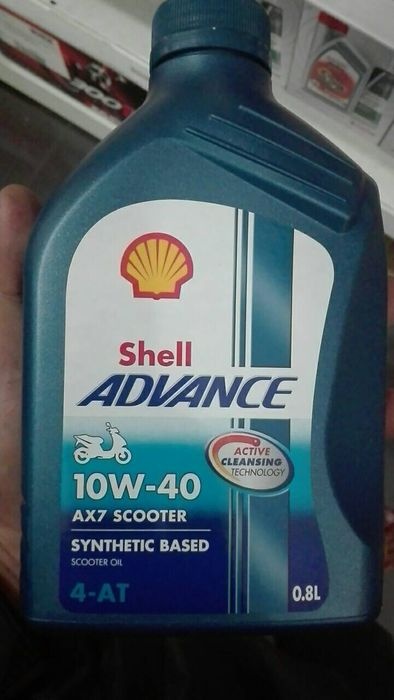 Shell
ADVANCE
ACTIVE
CLEANSING
TECHNOLOGY
10W-40
AX7 SCOOTER
SYNTHETIC BASED
SCOOTER OIL
4-AT
0.8L